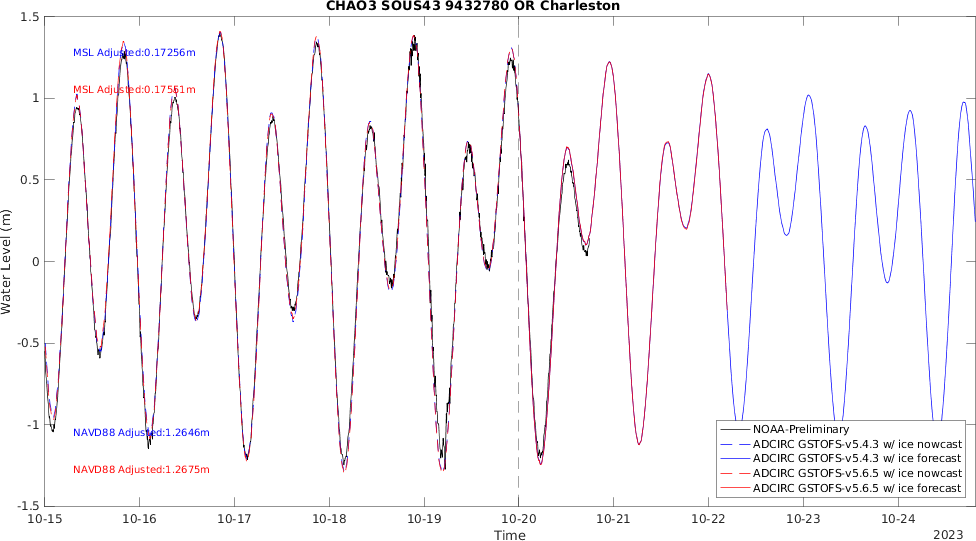 CHAO3 SOUS43 9432780 OR Charleston
1.5
1
0.5
0
-0.5
-1
-1.5
Water Level (m)
MSL Adjusted:0.17256m
MSL Adjusted:0.17561m
NAVD88 Adjusted:1.2646m
NAVD88 Adjusted:1.2675m
NOAA-Preliminary
ADCIRC GSTOFS-v5.4.3 w/ ice nowcast
ADCIRC GSTOFS-v5.4.3 w/ ice forecast
ADCIRC GSTOFS-v5.6.5 w/ ice nowcast
ADCIRC GSTOFS-v5.6.5 w/ ice forecast
10-15 10-16 10-17 10-18 10-19 10-20 10-21 10-22 10-23 10-24
Time
2023